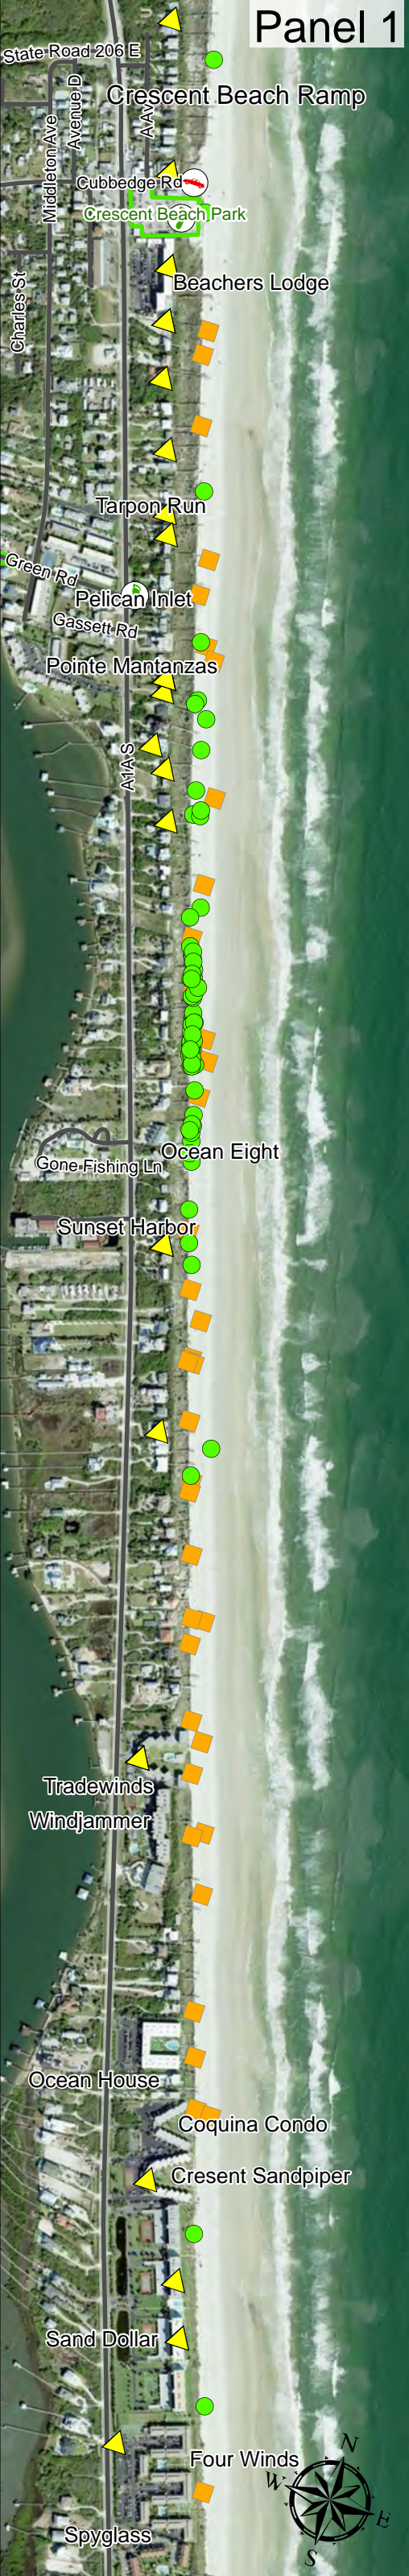 Panel 1
State Road 206 E
Crescent Beach Ramp
Avenue D
A Av
Middleton Ave
Cubbedge Rd
Crescent Beach Park
Beachers Lodge
Charles St
Tarpon Run
Green Rd
Pelican Inlet
Gassett Rd
Pointe Mantanzas
A1A S
Ocean Eight
Gone Fishing Ln
Sunset Harbor
Tradewinds
Windjammer
Ocean House
Coquina Condo
Cresent Sandpiper
Sand Dollar
N
Four Winds
W
E
Spyglass
S